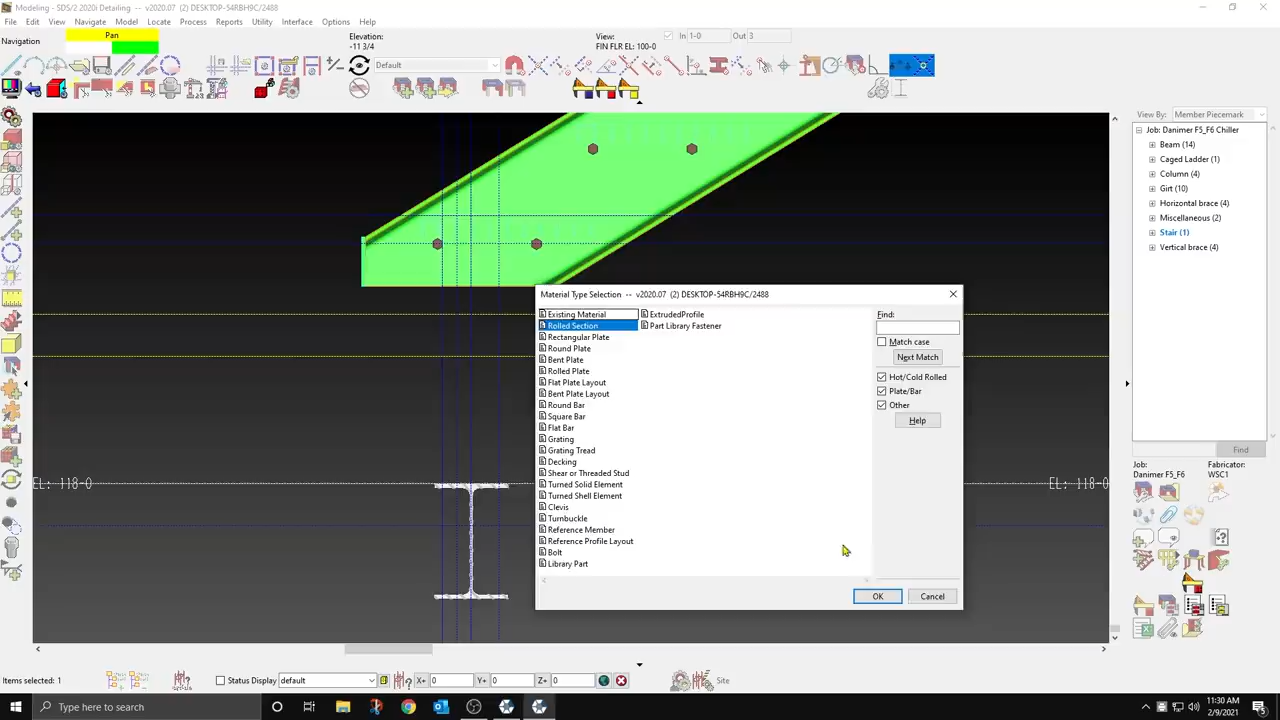 Modeling - SDS/2 2020i Detailing -- v2020.07 (2) DESKTOP-54RBH9C/2488
File Edit View Navigate Model Locate Process Reports Utility Interface Options Help
Navigation
Pan
Elevation:
-11 3/4
View:
FIN FLR EL: 100-0
In 1-0
Out 3
Default
View By: Member Piecemark
Job: Danimer F5_F6 Chiller
Beam (14)
Caged Ladder (1)
Column (4)
Girt (10)
Horizontal brace (4)
Miscellaneous (2)
Stair (1)
Vertical brace (4)
Find
Job:
Danimer F5_F6
Fabricator:
WSC1
Material Type Selection -- v2020.07 (2) DESKTOP-54RBH9C/2488
Existing Material
Rolled Section
Rectangular Plate
Round Plate
Bent Plate
Rolled Plate
Flat Plate Layout
Bent Plate Layout
Round Bar
Square Bar
Flat Bar
Grating
Grating Tread
Decking
Shear or Threaded Stud
Turned Solid Element
Turned Shell Element
Clevis
Turnbuckle
Reference Member
Reference Profile Layout
Bolt
Library Part
ExtrudedProfile
Part Library Fastener
Find:
Match case
Next Match
Hot/Cold Rolled
Plate/Bar
Other
Help
OK
Cancel
EL: 118-0
EL: 118-0
Items selected: 1
Status Display
default
X+ 0
Y+ 0
Z+ 0
Site
Type here to search
11:30 AM
2/9/2021